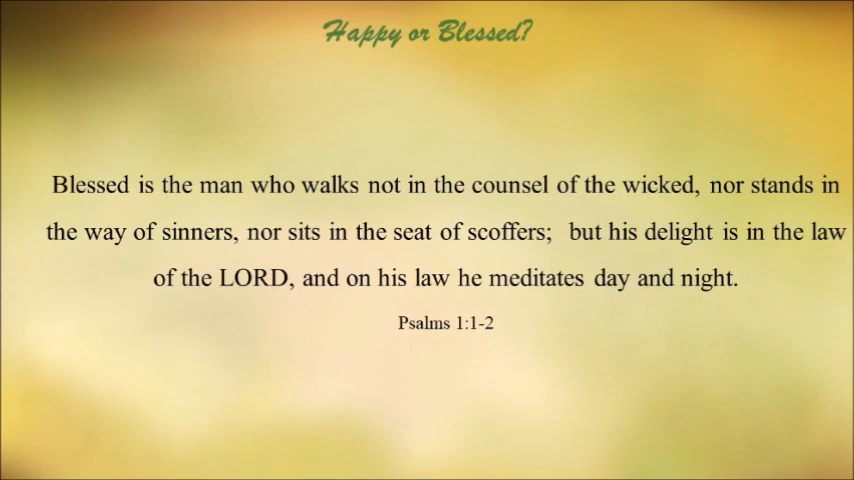 Happy or Blessed?
Blessed is the man who walks not in the counsel of the wicked, nor stands in
the way of sinners, nor sits in the seat of scoffers;  but his delight is in the law
of the LORD, and on his law he meditates day and night.
Psalms 1:1-2